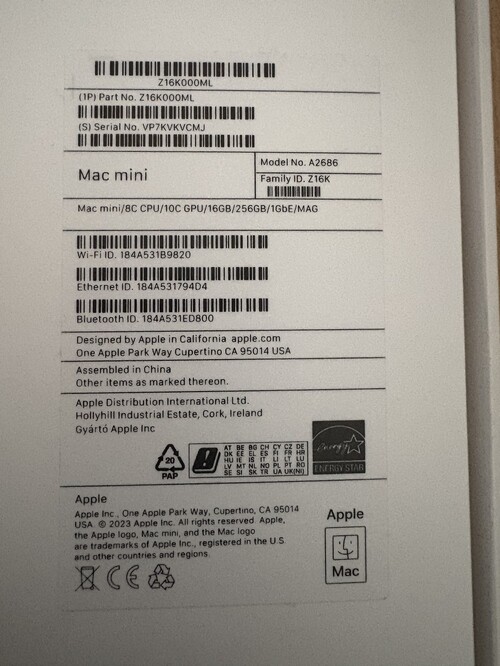 Z16K000ML
(1P) Part No. Z16K000ML
(S) Serial No. VP7KVKVCMJ
Mac mini
Model No. A2686
Family ID. Z16K
Mac mini/8C CPU/10C GPU/16GB/256GB/1GbE/MAG
Wi-Fi ID. 184A531B9820
Ethernet ID. 184A531794D4
Bluetooth ID. 184A531ED800
Designed by Apple in California apple.com
One Apple Park Way Cupertino CA 95014 USA
Assembled in China
Other items as marked thereon.
Apple Distribution International Ltd.
Hollyhill Industrial Estate, Cork, Ireland
Gyártó Apple Inc
20
PAP
AT BE BG CH CY CZ DE
DK EE EL ES FI FR HR
HU IE IS IT LI LT LU
LV MT NL NO PL PT RO
SE SI SK TR UA UK(NI)
energy
ENERGY STAR
Apple
Apple Inc., One Apple Park Way, Cupertino, CA 95014
USA. © 2023 Apple Inc. All rights reserved. Apple,
the Apple logo, Mac mini, and the Mac logo
are trademarks of Apple Inc., registered in the U.S.
and other countries and regions.
CE
Apple
Mac